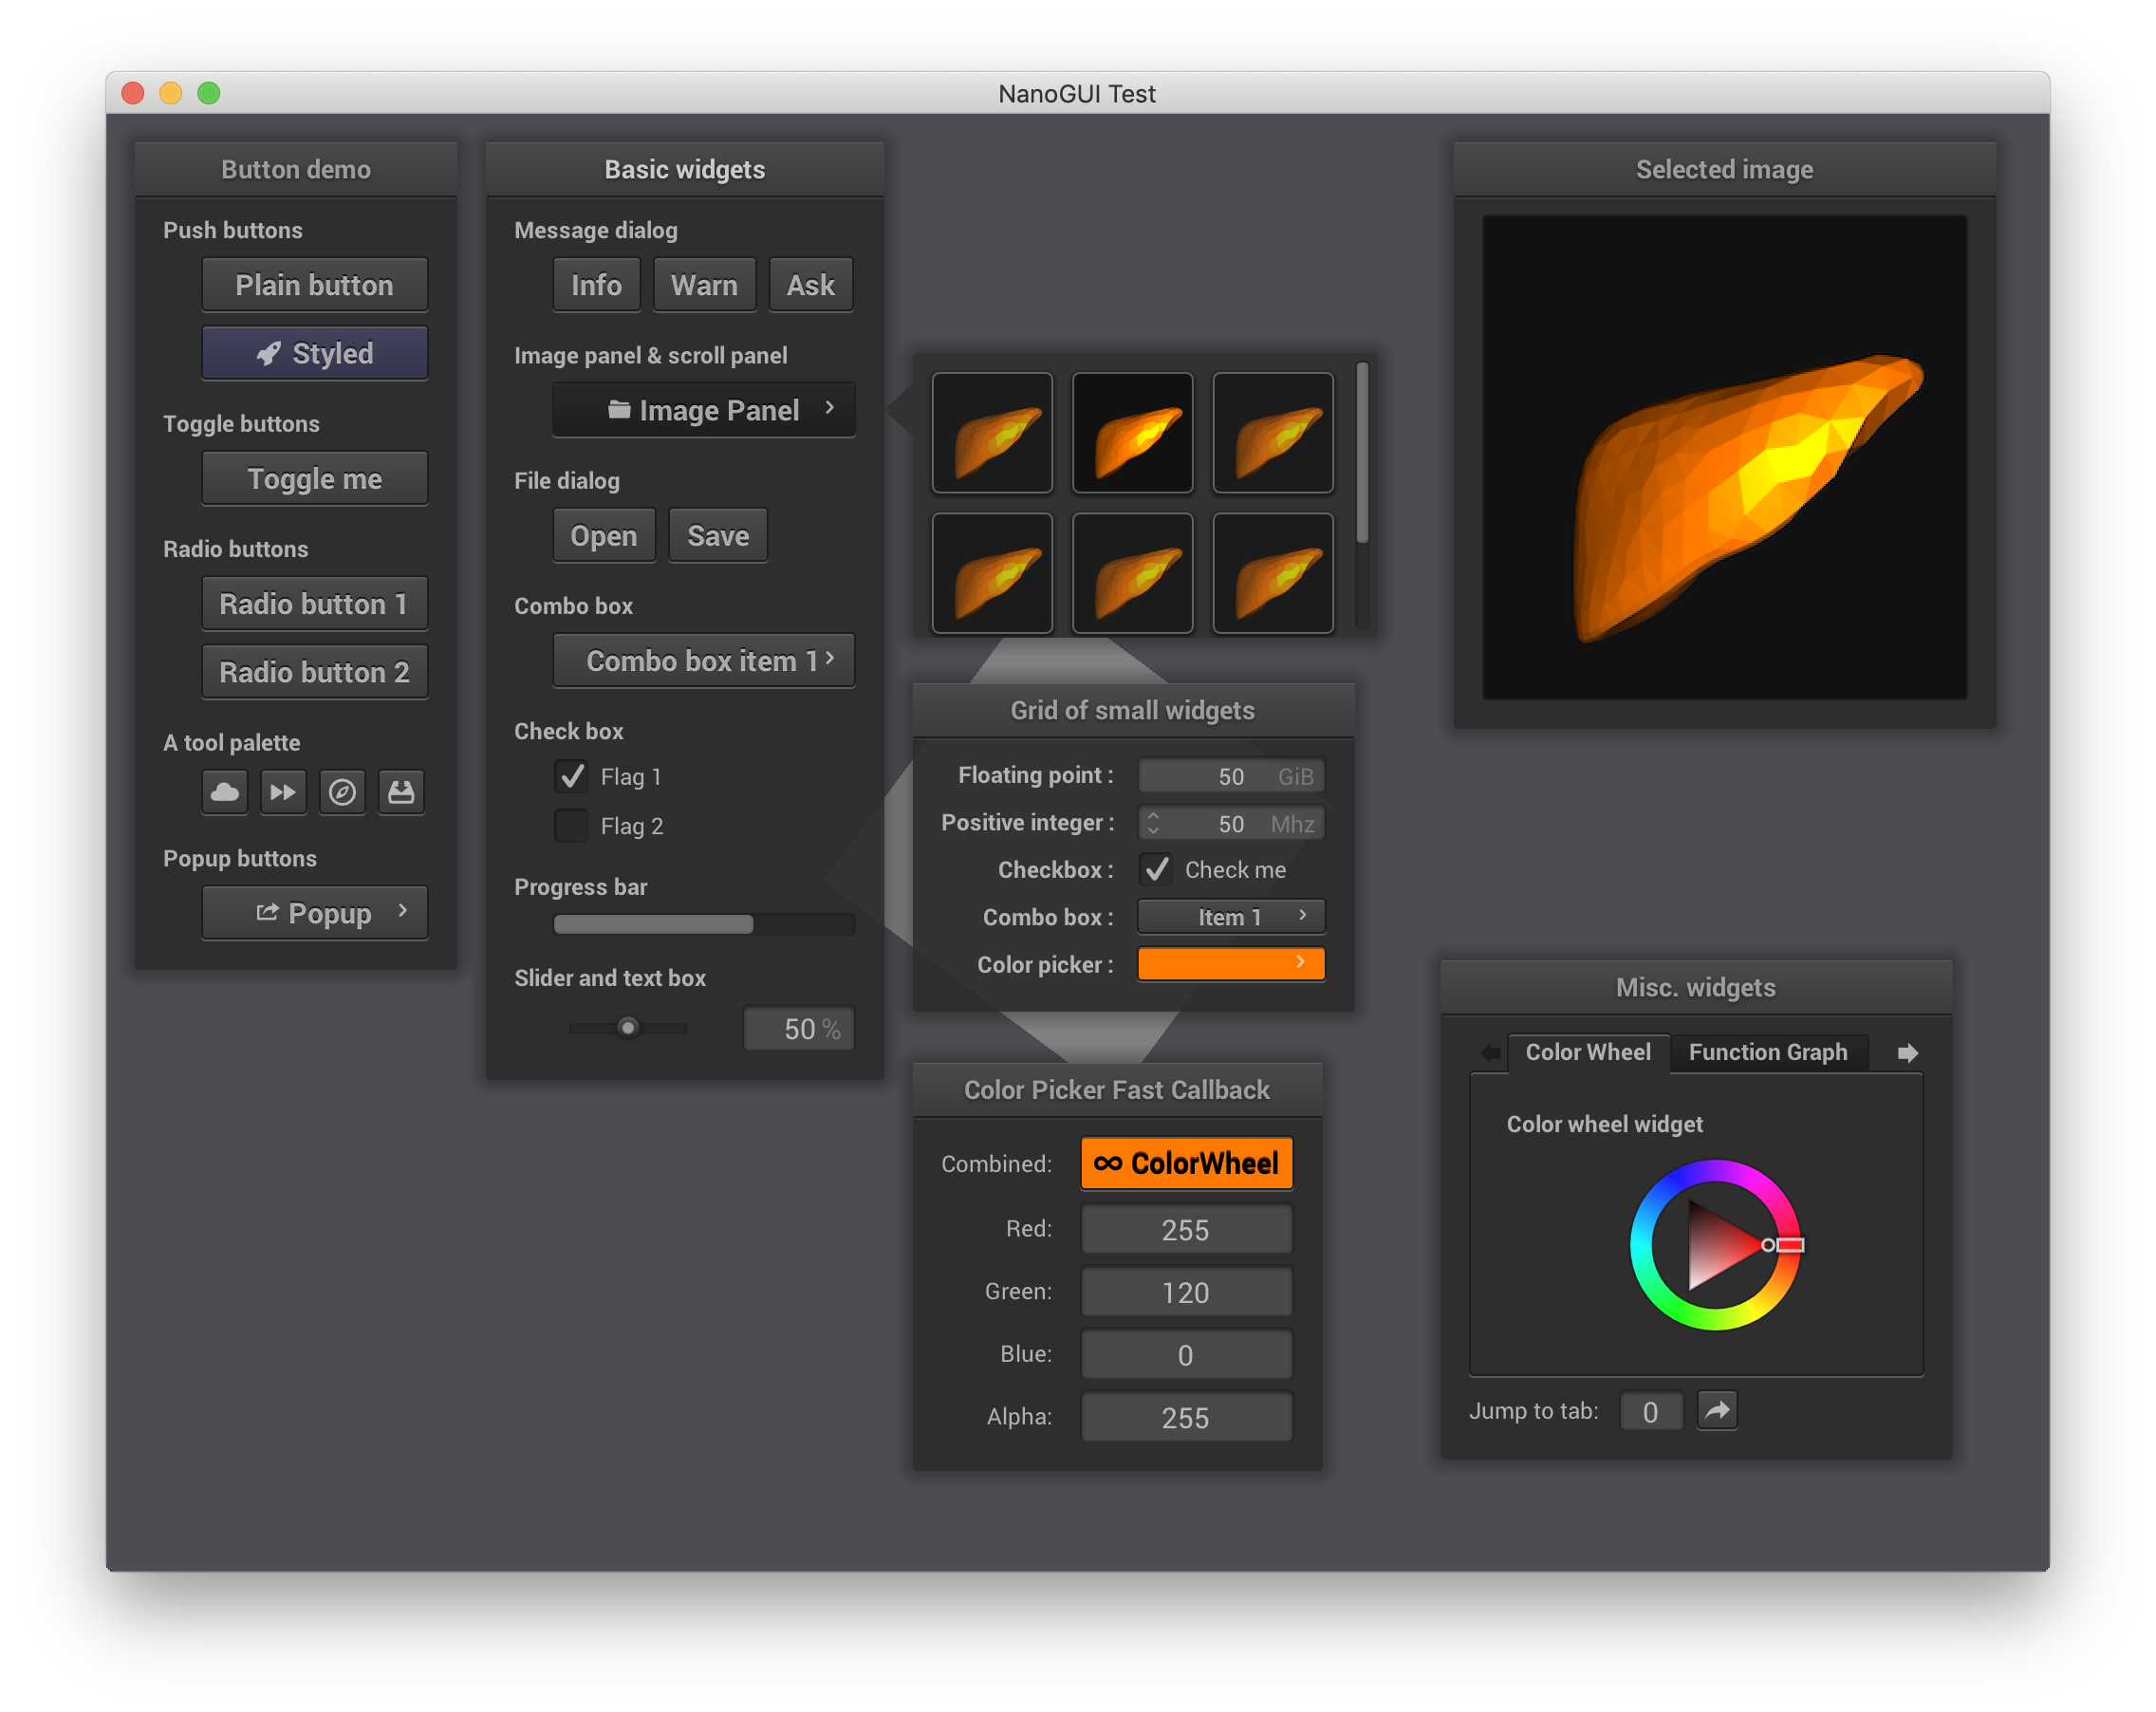 NanoGUI Test
Button demo
Push buttons
Plain button
Styled
Toggle buttons
Toggle me
Radio buttons
Radio button 1
Radio button 2
A tool palette
Popup buttons
Popup
Basic widgets
Message dialog
Info Warn Ask
Image panel & scroll panel
Image Panel
File dialog
Open Save
Combo box
Combo box item 1
Check box
Flag 1
Flag 2
Progress bar
Slider and text box
50 %
Grid of small widgets
Floating point : 50 GiB
Positive integer : 50 Mhz
Checkbox : Check me
Combo box : Item 1
Color picker :
Color Picker Fast Callback
Combined: ColorWheel
Red: 255
Green: 120
Blue: 0
Alpha: 255
Selected image
Misc. widgets
Color Wheel Function Graph
Color wheel widget
Jump to tab: 0